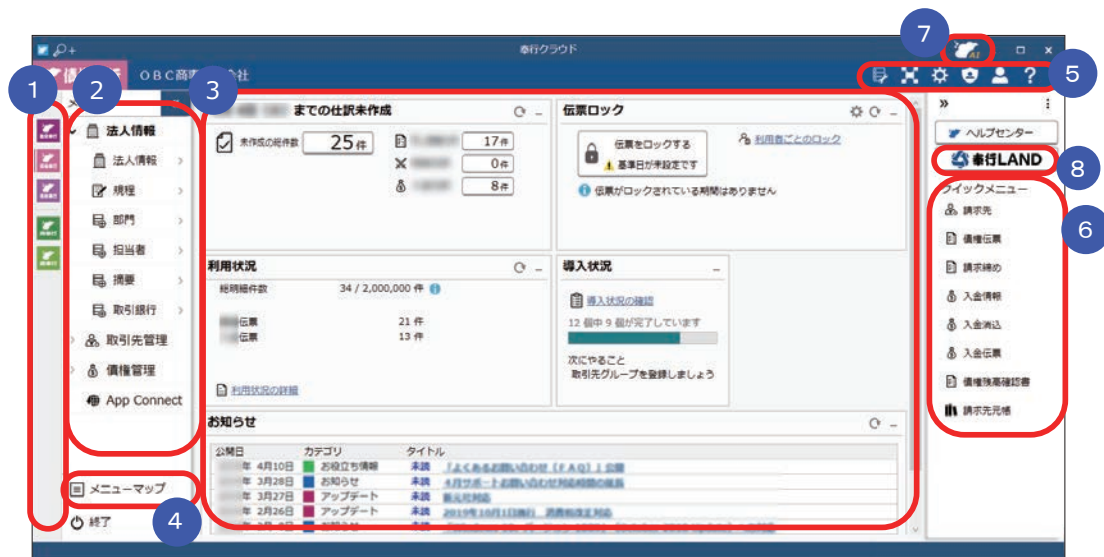 奉行クラウド
7
AI
OBC商
会社
5
1
2
3
法人情報
法人情報
規程
部門
担当者
摘要
取引銀行
取引先管理
債権管理
App Connect
メニューマップ
終了
4
までの仕訳未作成
未作成の総件数
25件
17件
0件
8件
伝票ロック
伝票をロックする
基準日が未設定です
利用者ごとのロック
伝票がロックされている期間はありません
利用状況
総明細件数 34 / 2,000,000 件
伝票 21 件
伝票 13 件
利用状況の詳細
導入状況
導入状況の確認
12 個中 9 個が完了しています
次にやること
取引先グループを登録しましょう
お知らせ
公開日 カテゴリ タイトル
年 4月10日 お役立ち情報 未読 『よくあるお問い合わせ（FAQ）』公開
年 3月28日 お知らせ 未読 4月サポートお問い合わせ対応時間の延長
年 3月27日 アップデート 未読 新元号対応
年 2月26日 アップデート 未読 2019年10月1日施行 消費税改正対応
»
ヘルプセンター
奉行LAND
8
クイックメニュー
請求先
債権伝票
請求締め
入金情報
入金消込
入金伝票
債権残高確認書
請求先元帳
6